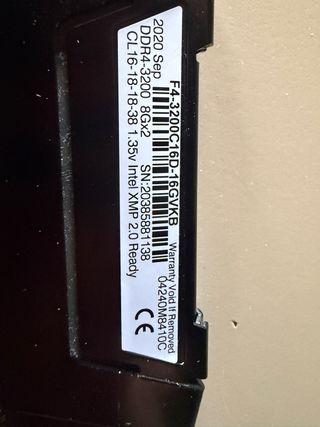 F4-3200C16D-16GVKB
2020 Sep
Warranty Void If Removed
DDR4-3200 8Gx2 SN:20385881138
04240M8410C
CL16-18-18-38 1.35v Intel XMP 2.0 Ready
CE